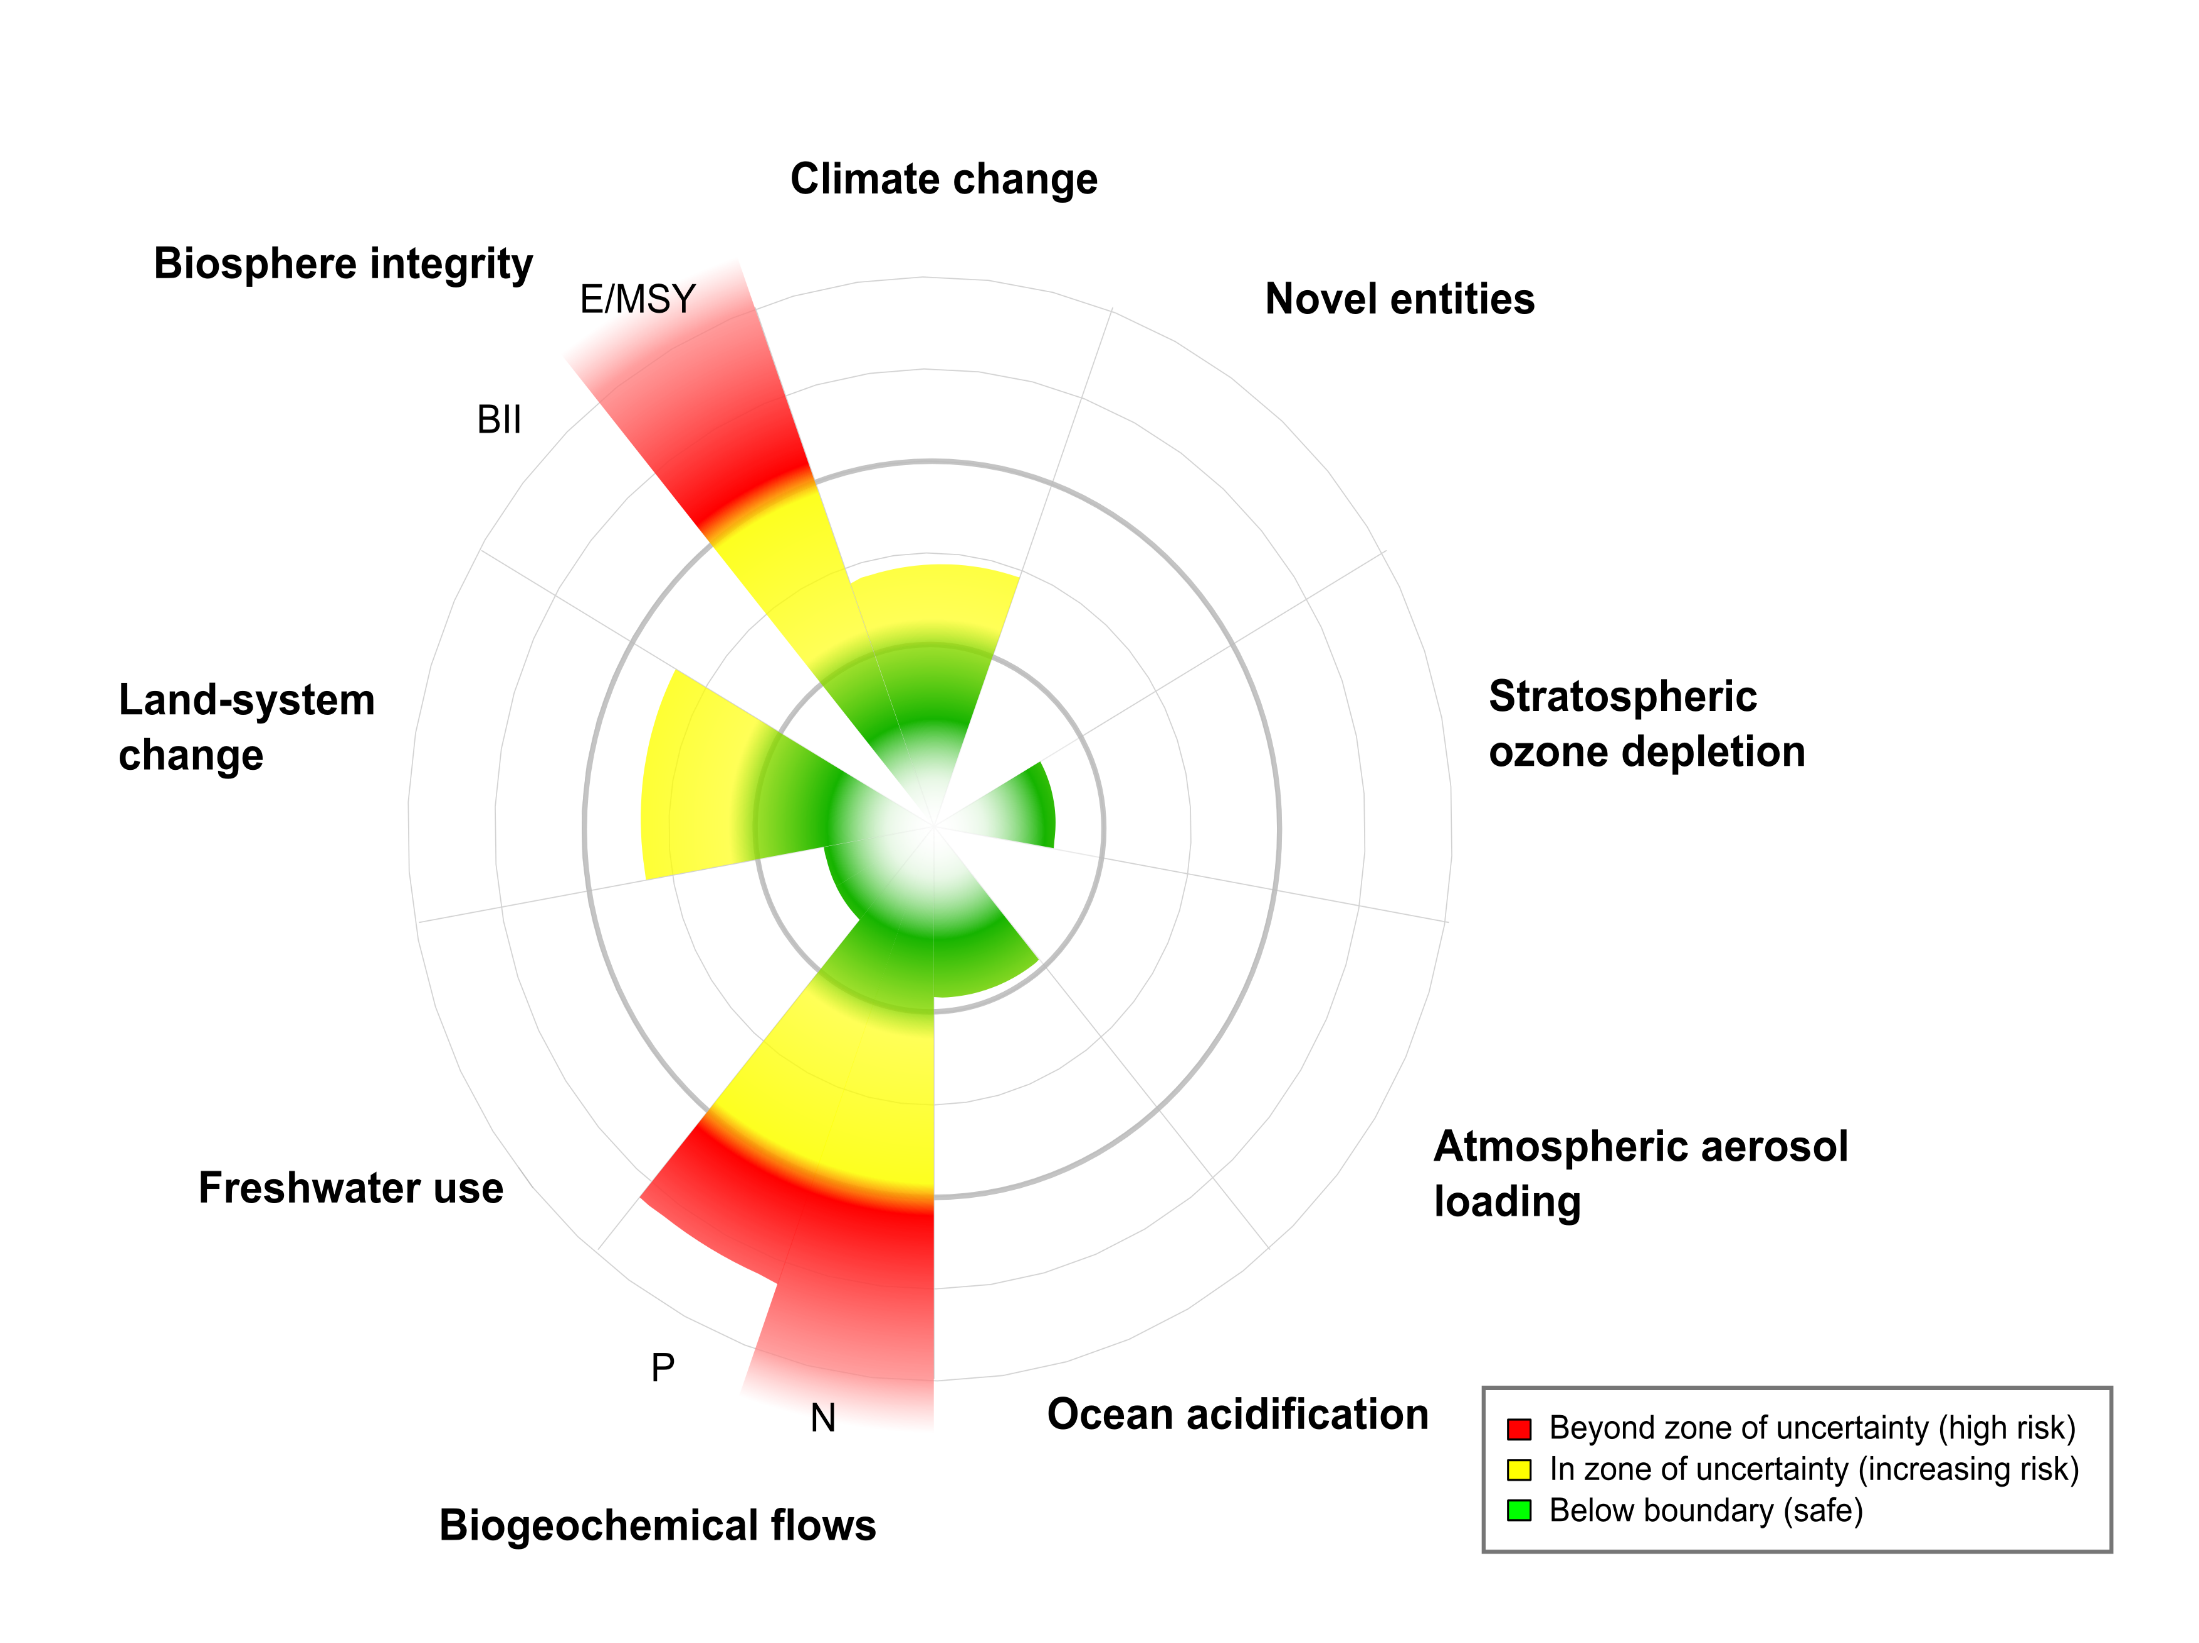 Climate change
Biosphere integrity
E/MSY
Novel entities
BII
Land-system
change
Stratospheric
ozone depletion
Freshwater use
Atmospheric aerosol
loading
P
N
Ocean acidification
Biogeochemical flows
Beyond zone of uncertainty (high risk)
In zone of uncertainty (increasing risk)
Below boundary (safe)